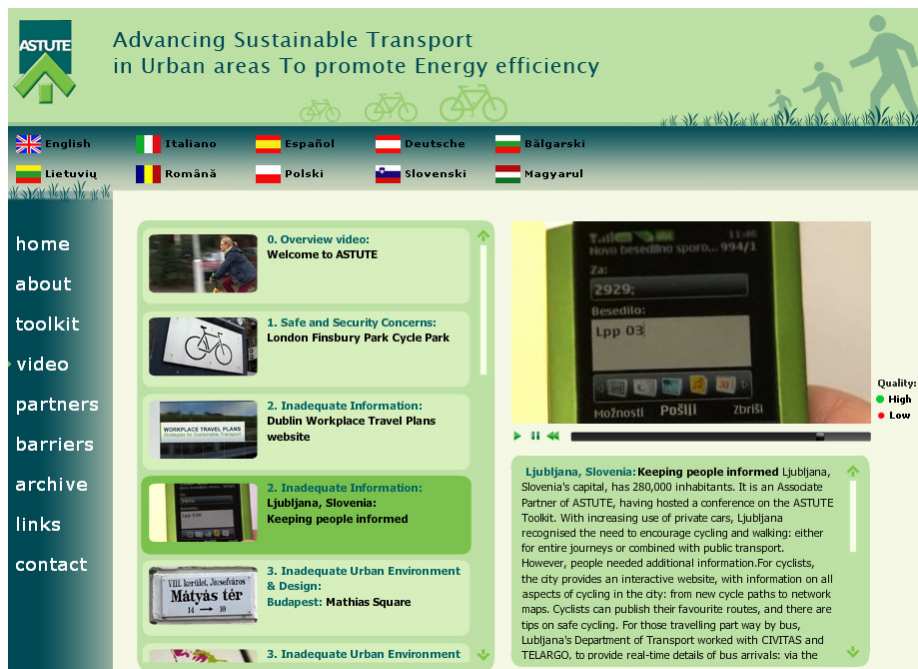 ASTUTE
Advancing Sustainable Transport
in Urban areas To promote Energy efficiency
English
Italiano
Español
Deutsche
Bălgarski
Lietuvių
Română
Polski
Slovenski
Magyarul
home
about
toolkit
video
partners
barriers
archive
links
contact
0. Overview video:
Welcome to ASTUTE
1. Safe and Security Concerns:
London Finsbury Park Cycle Park
WORKPLACE TRAVEL PLANS
Strategies for Sustainable Transport
2. Inadequate Information:
Dublin Workplace Travel Plans
website
2. Inadequate Information:
Ljubljana, Slovenia:
Keeping people informed
VIII. kerület, Józsefváros
Mátyás tér
14 → 10
3. Inadequate Urban Environment
& Design:
Budapest: Mathias Square
3. Inadequate Urban Environment
11:46
Novo besedilno sporo... 994/1
Za:
2929;
Besedilo:
Lpp 03
Možnosti Pošlji Zbriši
Quality:
High
Low
Ljubljana, Slovenia: Keeping people informed Ljubljana,
Slovenia's capital, has 280,000 inhabitants. It is an Associate
Partner of ASTUTE, having hosted a conference on the ASTUTE
Toolkit. With increasing use of private cars, Ljubljana
recognised the need to encourage cycling and walking: either
for entire journeys or combined with public transport.
However, people needed additional information.For cyclists,
the city provides an interactive website, with information on all
aspects of cycling in the city: from new cycle paths to network
maps. Cyclists can publish their favourite routes, and there are
tips on safe cycling. For those travelling part way by bus,
Lubljana's Department of Transport worked with CIVITAS and
TELARGO, to provide real-time details of bus arrivals: via the